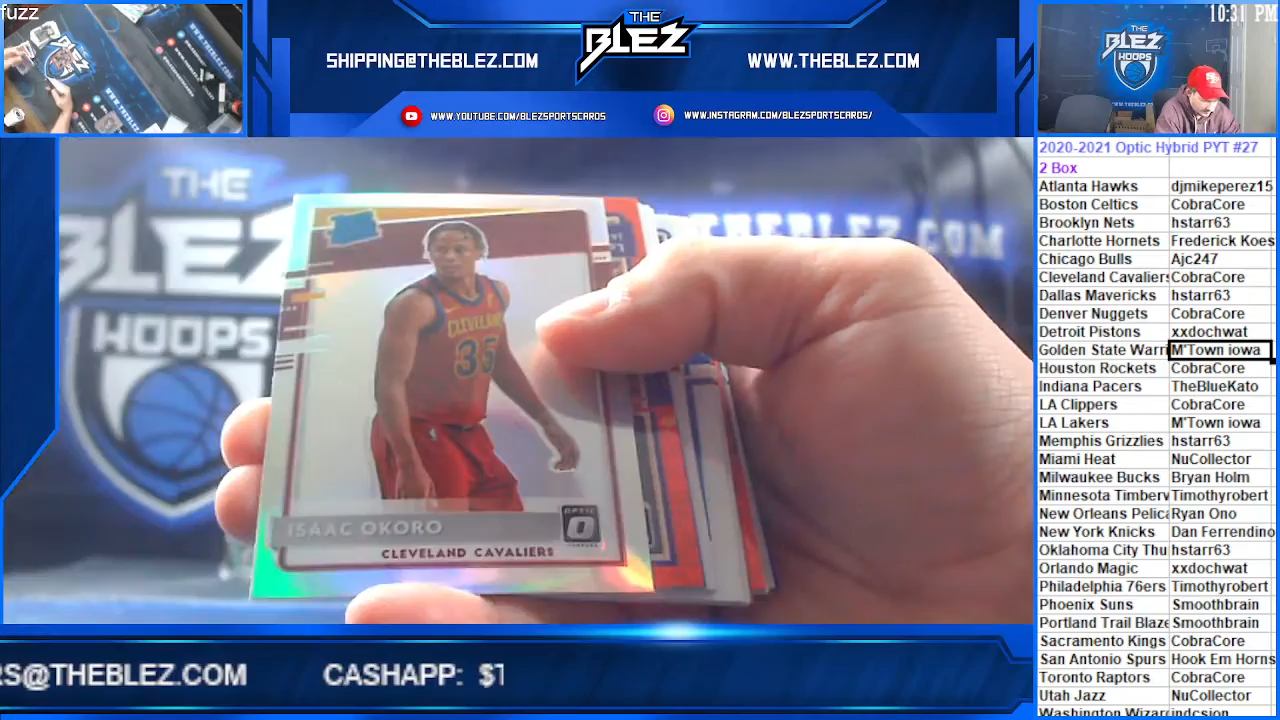 fuzz
THE
BLEZ
SHIPPING@THEBLEZ.COM
WWW.THEBLEZ.COM
WWW.YOUTUBE.COM/BLEZSPORTSCARDS
WWW.INSTAGRAM.COM/BLEZSPORTSCARDS/
10:31 PM
THE
BLEZ
HOOPS
THE
BLEZ
HOOPS
THEBLEZ.COM
CLEVELAND
35
ISAAC OKORO
OPTIC
CLEVELAND CAVALIERS
2020-2021 Optic Hybrid PYT #27
2 Box
Atlanta Hawks djmikeperez15
Boston Celtics CobraCore
Brooklyn Nets hstarr63
Charlotte Hornets Frederick Koes
Chicago Bulls Ajc247
Cleveland Cavaliers CobraCore
Dallas Mavericks hstarr63
Denver Nuggets CobraCore
Detroit Pistons xxdochwat
Golden State Warri M'Town iowa
Houston Rockets CobraCore
Indiana Pacers TheBlueKato
LA Clippers CobraCore
LA Lakers M'Town iowa
Memphis Grizzlies hstarr63
Miami Heat NuCollector
Milwaukee Bucks Bryan Holm
Minnesota Timberv Timothyrobert
New Orleans Pelica Ryan Ono
New York Knicks Dan Ferrendino
Oklahoma City Thu hstarr63
Orlando Magic xxdochwat
Philadelphia 76ers Timothyrobert
Phoenix Suns Smoothbrain
Portland Trail Blaze Smoothbrain
Sacramento Kings CobraCore
San Antonio Spurs Hook Em Horns
Toronto Raptors CobraCore
Utah Jazz NuCollector
Washington Wizard indcsion
RS@THEBLEZ.COM CASHAPP: $T